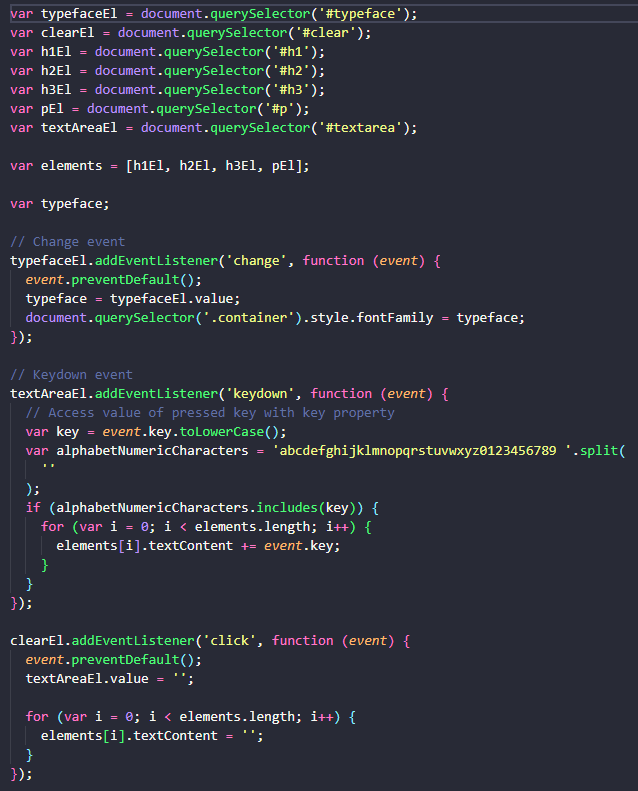 var typefaceEl = document.querySelector('#typeface');
var clearEl = document.querySelector('#clear');
var h1El = document.querySelector('#h1');
var h2El = document.querySelector('#h2');
var h3El = document.querySelector('#h3');
var pEl = document.querySelector('#p');
var textAreaEl = document.querySelector('#textarea');

var elements = [h1El, h2El, h3El, pEl];

var typeface;

// Change event
typefaceEl.addEventListener('change', function (event) {
  event.preventDefault();
  typeface = typefaceEl.value;
  document.querySelector('.container').style.fontFamily = typeface;
});

// Keydown event
textAreaEl.addEventListener('keydown', function (event) {
  // Access value of pressed key with key property
  var key = event.key.toLowerCase();
  var alphabetNumericCharacters = 'abcdefghijklmnopqrstuvwxyz0123456789 '.split(
    ''
  );
  if (alphabetNumericCharacters.includes(key)) {
    for (var i = 0; i < elements.length; i++) {
      elements[i].textContent += event.key;
    }
  }
});

clearEl.addEventListener('click', function (event) {
  event.preventDefault();
  textAreaEl.value = '';

  for (var i = 0; i < elements.length; i++) {
    elements[i].textContent = '';
  }
});